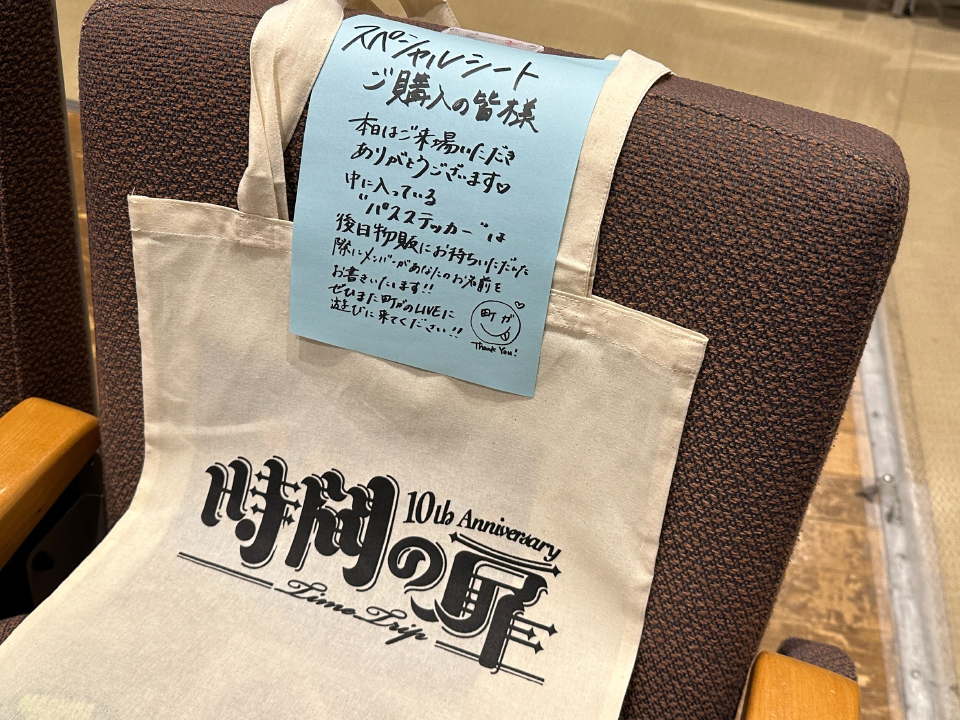 スペシャルシート
ご購入の皆様
本日はご来場いただき
ありがとうございます♡
中に入っている
"パスステッカー"は
後日物販にお持ちいただいた
際にメンバーがあなたのお名前を
お書きいたします!!
ぜひまた町ガのLIVEに
遊びに来てください!!
町ガ
Thank You!
時間の扉
10th Anniversary
Time Trip